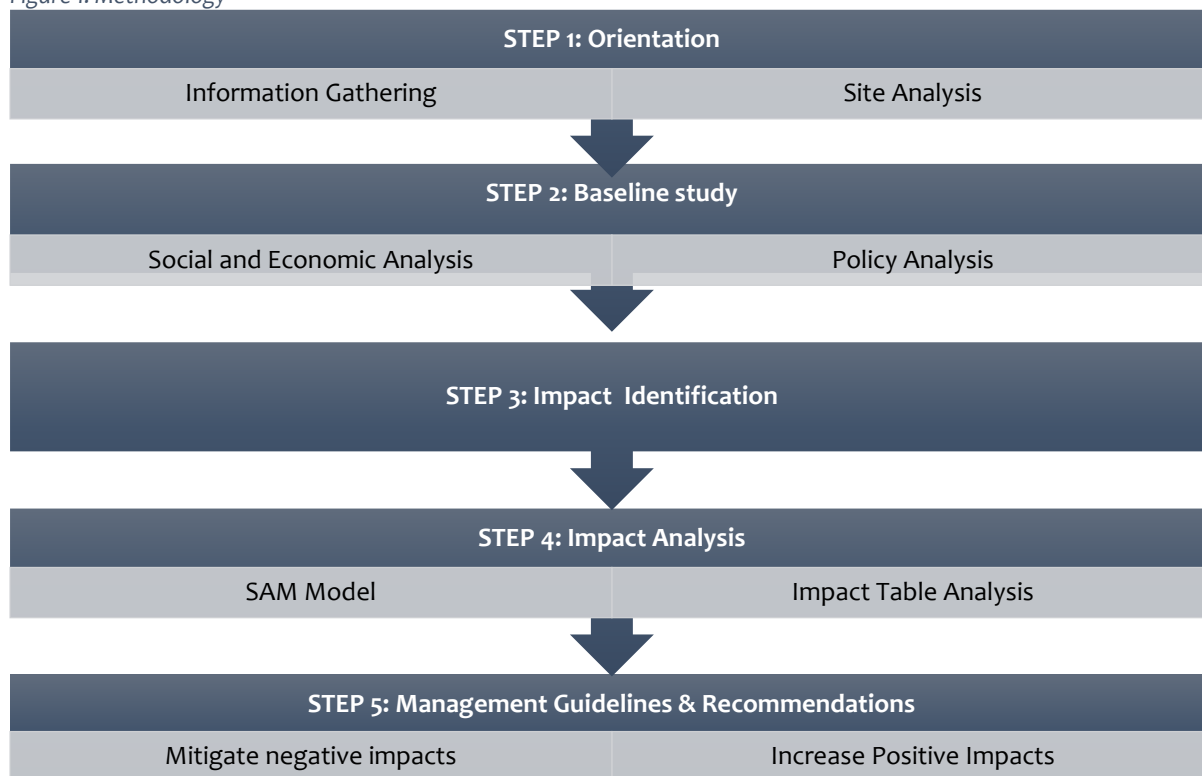 Figure 1. Methodology
STEP 1: Orientation
Information Gathering
Site Analysis
STEP 2: Baseline study
Social and Economic Analysis
Policy Analysis
STEP 3: Impact  Identification
STEP 4: Impact Analysis
SAM Model
Impact Table Analysis
STEP 5: Management Guidelines & Recommendations
Mitigate negative impacts
Increase Positive Impacts